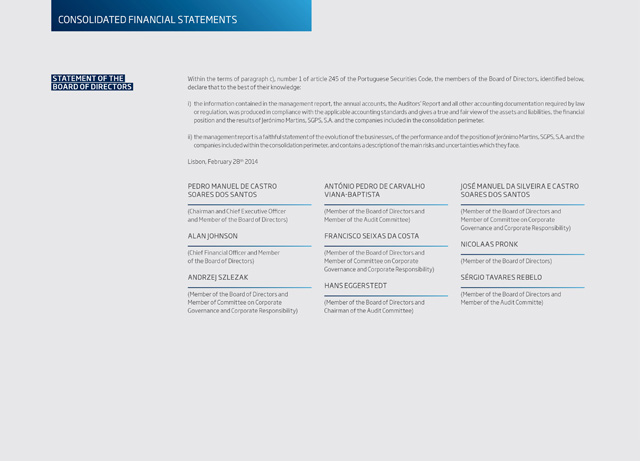 CONSOLIDATED FINANCIAL STATEMENTS
STATEMENT OF THE
BOARD OF DIRECTORS
Within the terms of paragraph c), number 1 of article 245 of the Portuguese Securities Code, the members of the Board of Directors, identified below,
declare that to the best of their knowledge:
i) the information contained in the management report, the annual accounts, the Auditors' Report and all other accounting documentation required by law
or regulation, was produced in compliance with the applicable accounting standards and gives a true and fair view of the assets and liabilities, the financial
position and the results of Jerónimo Martins, SGPS, S.A. and the companies included in the consolidation perimeter.
ii) the management report is a faithful statement of the evolution of the businesses, of the performance and of the position of Jerónimo Martins, SGPS, S.A. and the
companies included within the consolidation perimeter, and contains a description of the main risks and uncertainties which they face.
Lisbon, February 28th 2014
PEDRO MANUEL DE CASTRO
SOARES DOS SANTOS
(Chairman and Chief Executive Officer
and Member of the Board of Directors)
ALAN JOHNSON
(Chief Financial Officer and Member
of the Board of Directors)
ANDRZEJ SZLEZAK
(Member of the Board of Directors and
Member of Committee on Corporate
Governance and Corporate Responsibility)
ANTÓNIO PEDRO DE CARVALHO
VIANA-BAPTISTA
(Member of the Board of Directors and
Member of the Audit Committee)
FRANCISCO SEIXAS DA COSTA
(Member of the Board of Directors and
Member of Committee on Corporate
Governance and Corporate Responsibility)
HANS EGGERSTEDT
(Member of the Board of Directors and
Chairman of the Audit Committee)
JOSÉ MANUEL DA SILVEIRA E CASTRO
SOARES DOS SANTOS
(Member of the Board of Directors and
Member of Committee on Corporate
Governance and Corporate Responsibility)
NICOLAAS PRONK
(Member of the Board of Directors)
SÉRGIO TAVARES REBELO
(Member of the Board of Directors and
Member of the Audit Committe)